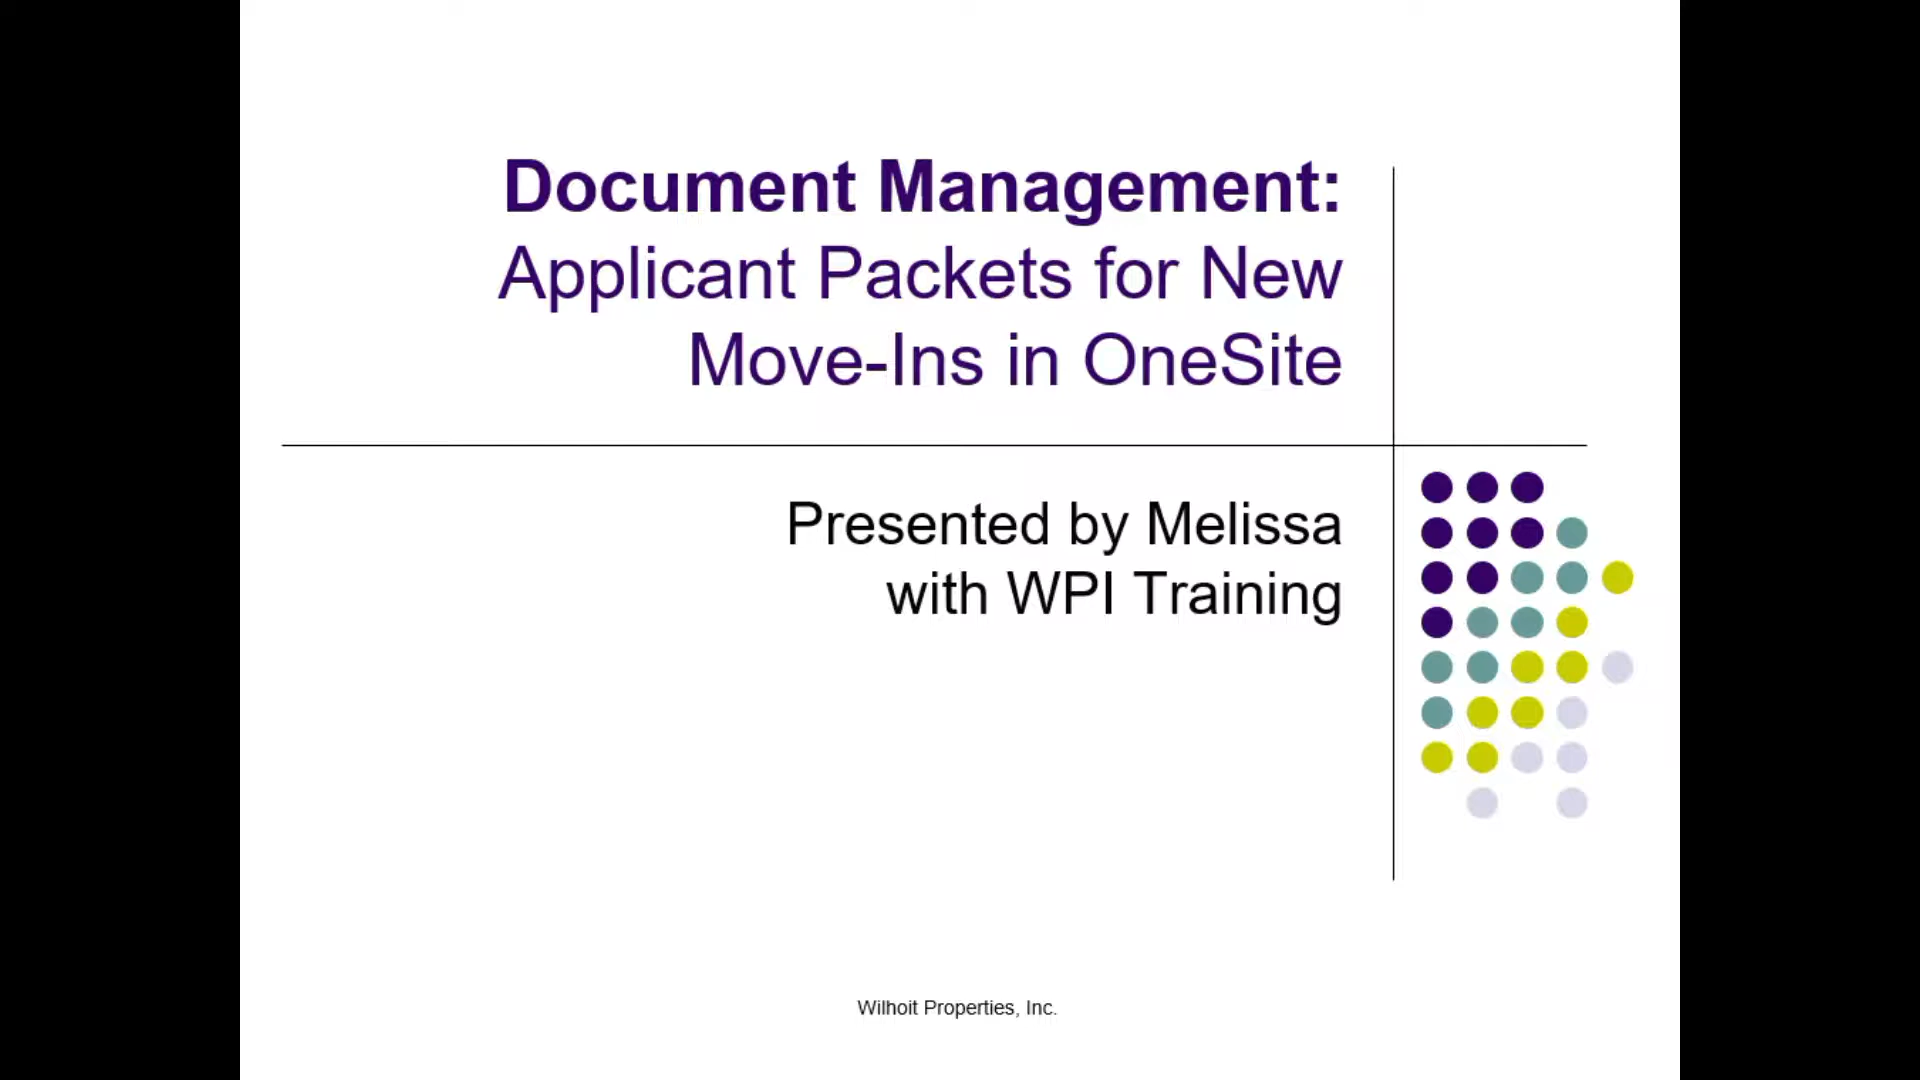 Document Management:
Applicant Packets for New
Move-Ins in OneSite
Presented by Melissa
with WPI Training
Wilhoit Properties, Inc.